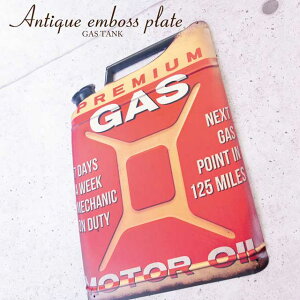 Antique emboss plate
GAS TANK
PREMIUM
GAS
7 DAYS
A WEEK
MECHANIC
ON DUTY
NEXT
GAS
POINT IN
125 MILES
MOTOR OIL